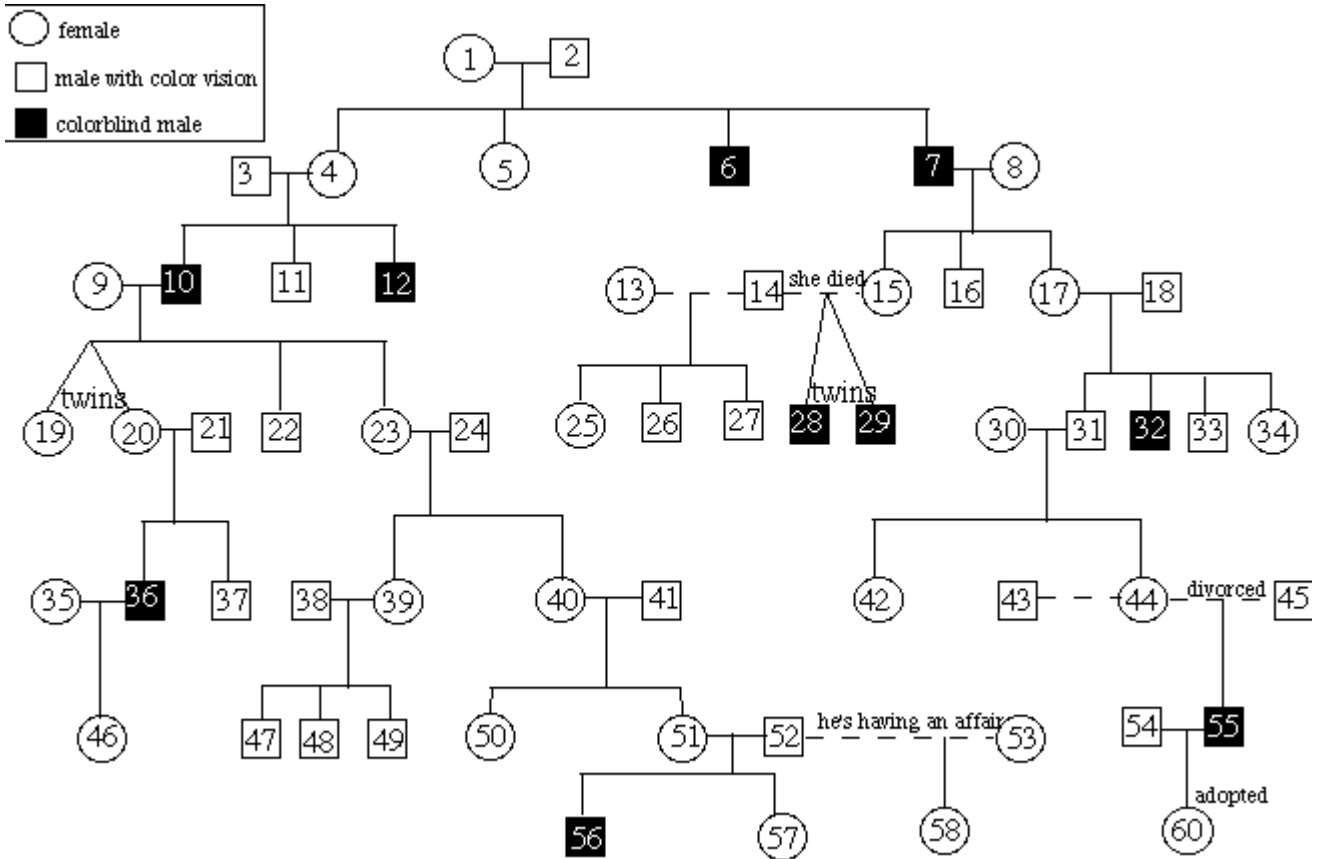 female
male with color vision
colorblind male
1 2
3 4 5 6 7 8
she died
9 10 11 12 13 14 15 16 17 18
twins twins
19 20 21 22 23 24 25 26 27 28 29 30 31 32 33 34
divorced
35 36 37 38 39 40 41 42 43 44 45
he's having an affair
46 47 48 49 50 51 52 53 54 55
adopted
56 57 58 60